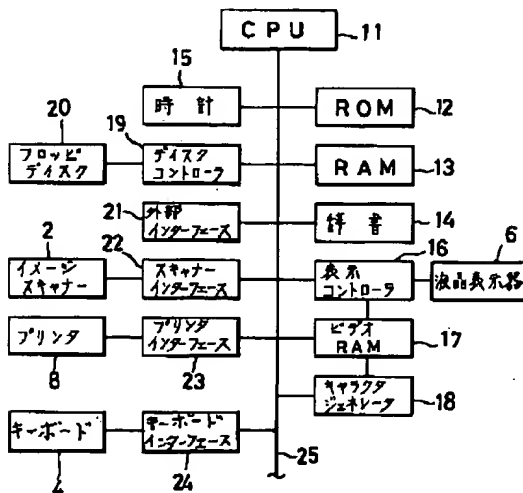 CPU
11
15
時計
ROM
12
20
19
フロッピ
ディスク
ディスク
コントローラ
RAM
13
21
外部
インターフェース
辞書
14
2
22
16
6
イメージ
スキャナー
スキャナー
インターフェース
表示
コントローラ
液晶表示器
プリンタ
プリンタ
インターフェース
ビデオ
RAM
17
8
23
キャラクタ
ジェネレータ
18
キーボード
キーボード
インターフェース
4
24
25